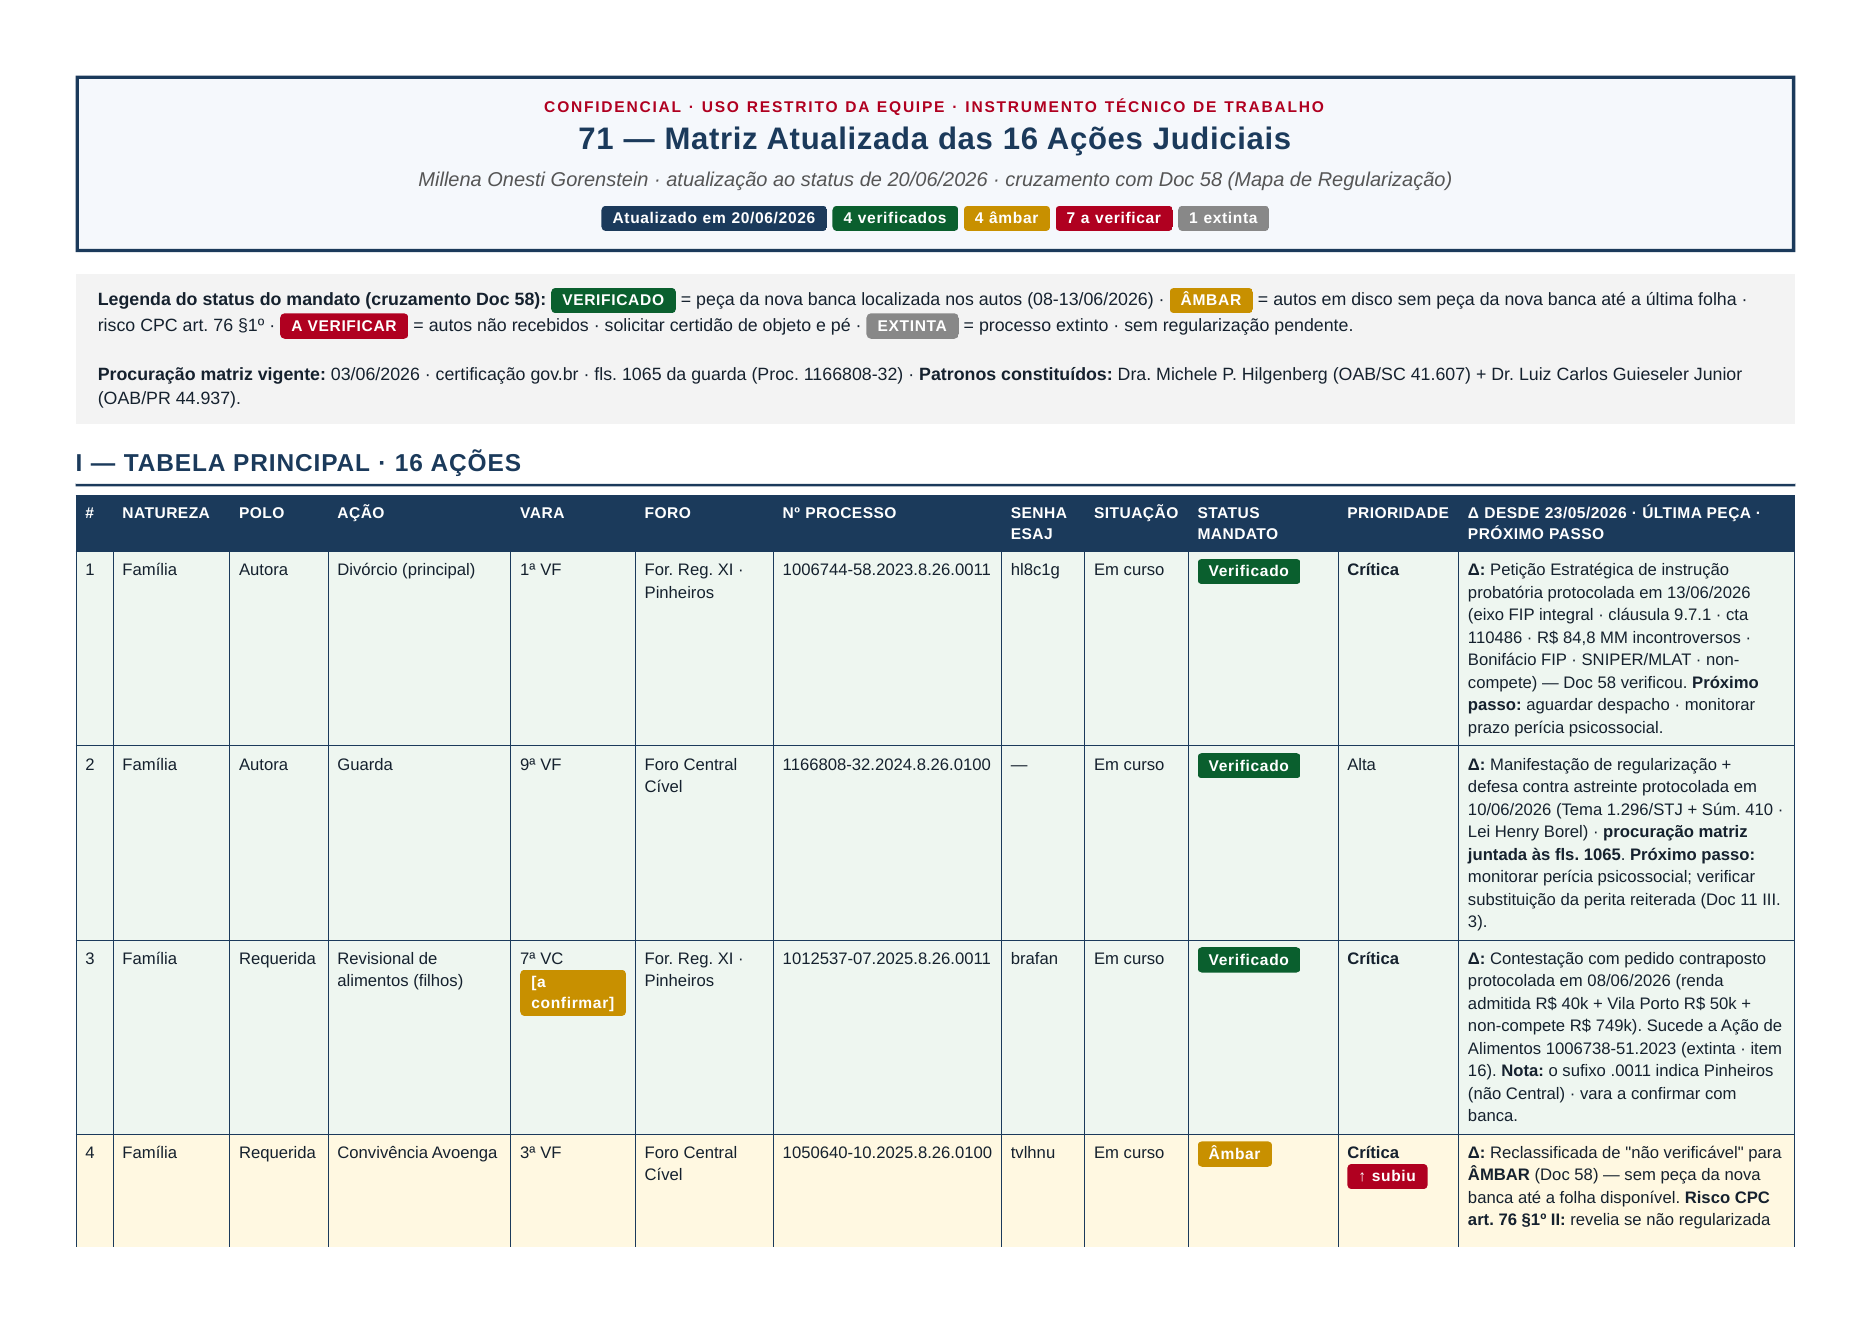 CONFIDENCIAL · USO RESTRITO DA EQUIPE · INSTRUMENTO TÉCNICO DE TRABALHO
71 — Matriz Atualizada das 16 Ações Judiciais
Millena Onesti Gorenstein · atualização ao status de 20/06/2026 · cruzamento com Doc 58 (Mapa de Regularização)
Atualizado em 20/06/2026 4 verificados 4 âmbar 7 a verificar 1 extinta
Legenda do status do mandato (cruzamento Doc 58): VERIFICADO = peça da nova banca localizada nos autos (08-13/06/2026) · ÂMBAR = autos em disco sem peça da nova banca até a última folha ·
risco CPC art. 76 §1º · A VERIFICAR = autos não recebidos · solicitar certidão de objeto e pé · EXTINTA = processo extinto · sem regularização pendente.
Procuração matriz vigente: 03/06/2026 · certificação gov.br · fls. 1065 da guarda (Proc. 1166808-32) · Patronos constituídos: Dra. Michele P. Hilgenberg (OAB/SC 41.607) + Dr. Luiz Carlos Guieseler Junior
(OAB/PR 44.937).
I — TABELA PRINCIPAL · 16 AÇÕES
# NATUREZA POLO AÇÃO VARA FORO Nº PROCESSO SENHA ESAJ SITUAÇÃO STATUS MANDATO PRIORIDADE Δ DESDE 23/05/2026 · ÚLTIMA PEÇA · PRÓXIMO PASSO
1
Família
Autora
Divórcio (principal)
1ª VF
For. Reg. XI ·
Pinheiros
1006744-58.2023.8.26.0011
hl8c1g
Em curso
Verificado
Crítica
Δ: Petição Estratégica de instrução
probatória protocolada em 13/06/2026
(eixo FIP integral · cláusula 9.7.1 · cta
110486 · R$ 84,8 MM incontroversos ·
Bonifácio FIP · SNIPER/MLAT · non-
compete) — Doc 58 verificou. Próximo
passo: aguardar despacho · monitorar
prazo perícia psicossocial.
2
Família
Autora
Guarda
9ª VF
Foro Central
Cível
1166808-32.2024.8.26.0100
—
Em curso
Verificado
Alta
Δ: Manifestação de regularização +
defesa contra astreinte protocolada em
10/06/2026 (Tema 1.296/STJ + Súm. 410 ·
Lei Henry Borel) · procuração matriz
juntada às fls. 1065. Próximo passo:
monitorar perícia psicossocial; verificar
substituição da perita reiterada (Doc 11 III.
3).
3
Família
Requerida
Revisional de
alimentos (filhos)
7ª VC
[a
confirmar]
For. Reg. XI ·
Pinheiros
1012537-07.2025.8.26.0011
brafan
Em curso
Verificado
Crítica
Δ: Contestação com pedido contraposto
protocolada em 08/06/2026 (renda
admitida R$ 40k + Vila Porto R$ 50k +
non-compete R$ 749k). Sucede a Ação de
Alimentos 1006738-51.2023 (extinta · item
16). Nota: o sufixo .0011 indica Pinheiros
(não Central) · vara a confirmar com
banca.
4
Família
Requerida
Convivência Avoenga
3ª VF
Foro Central
Cível
1050640-10.2025.8.26.0100
tvlhnu
Em curso
Âmbar
Crítica
↑ subiu
Δ: Reclassificada de "não verificável" para
ÂMBAR (Doc 58) — sem peça da nova
banca até a folha disponível. Risco CPC
art. 76 §1º II: revelia se não regularizada